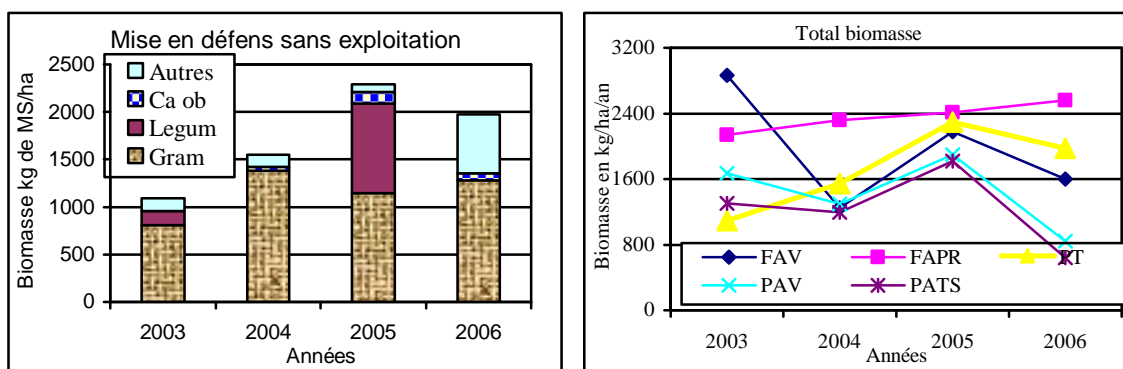 Mise en défens sans exploitation
Biomasse kg de MS/ha
2500
2000
1500
1000
500
0
Autres
Ca ob
Legum
Gram
2003 2004 2005 2006
Années
Total biomasse
Biomasse en kg/ha/an
3200
2400
1600
800
0
FAV FAPR
PAV PATS
2003 2004 2005 2006
Années